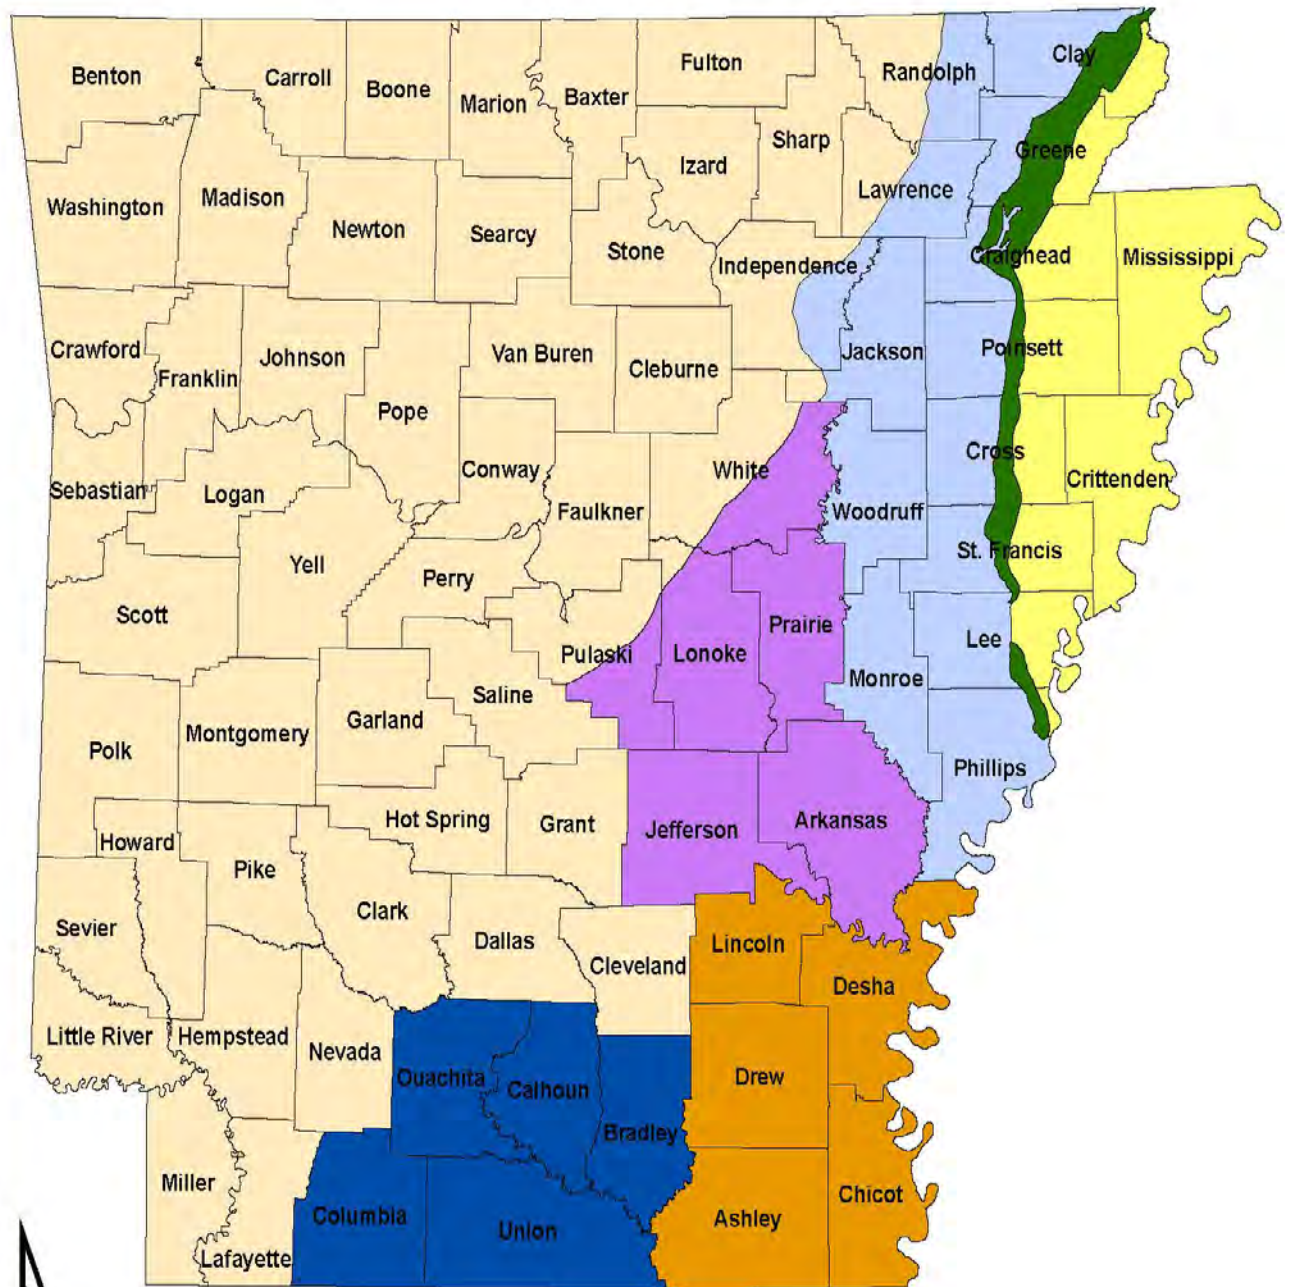 Benton
Carroll
Boone
Marion
Baxter
Fulton
Randolph
Clay
Sharp
Izard
Greene
Lawrence
Washington
Madison
Newton
Searcy
Stone
Independence
Craighead
Mississippi
Crawford
Franklin
Johnson
Van Buren
Cleburne
Jackson
Poinsett
Pope
Sebastian
Logan
Conway
White
Cross
Crittenden
Faulkner
Woodruff
Yell
Perry
St. Francis
Scott
Pulaski
Lonoke
Prairie
Lee
Monroe
Saline
Polk
Montgomery
Garland
Phillips
Howard
Hot Spring
Grant
Jefferson
Arkansas
Pike
Clark
Sevier
Dallas
Cleveland
Lincoln
Desha
Little River
Hempstead
Nevada
Ouachita
Calhoun
Drew
Bradley
Miller
Columbia
Union
Ashley
Chicot
Lafayette